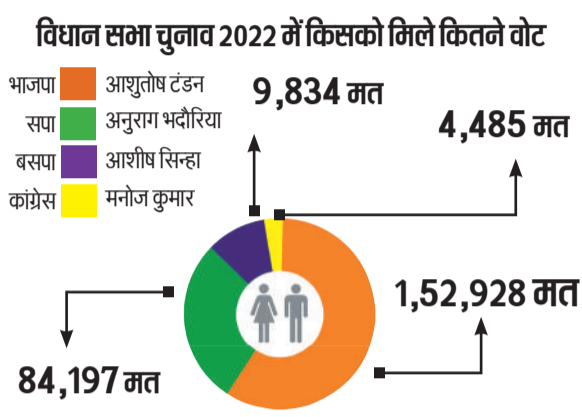 विधान सभा चुनाव 2022 में किसको मिले कितने वोट
भाजपा आशुतोष टंडन
सपा अनुराग भदौरिया
बसपा आशीष सिन्हा
कांग्रेस मनोज कुमार
9,834 मत
4,485 मत
1,52,928 मत
84,197 मत